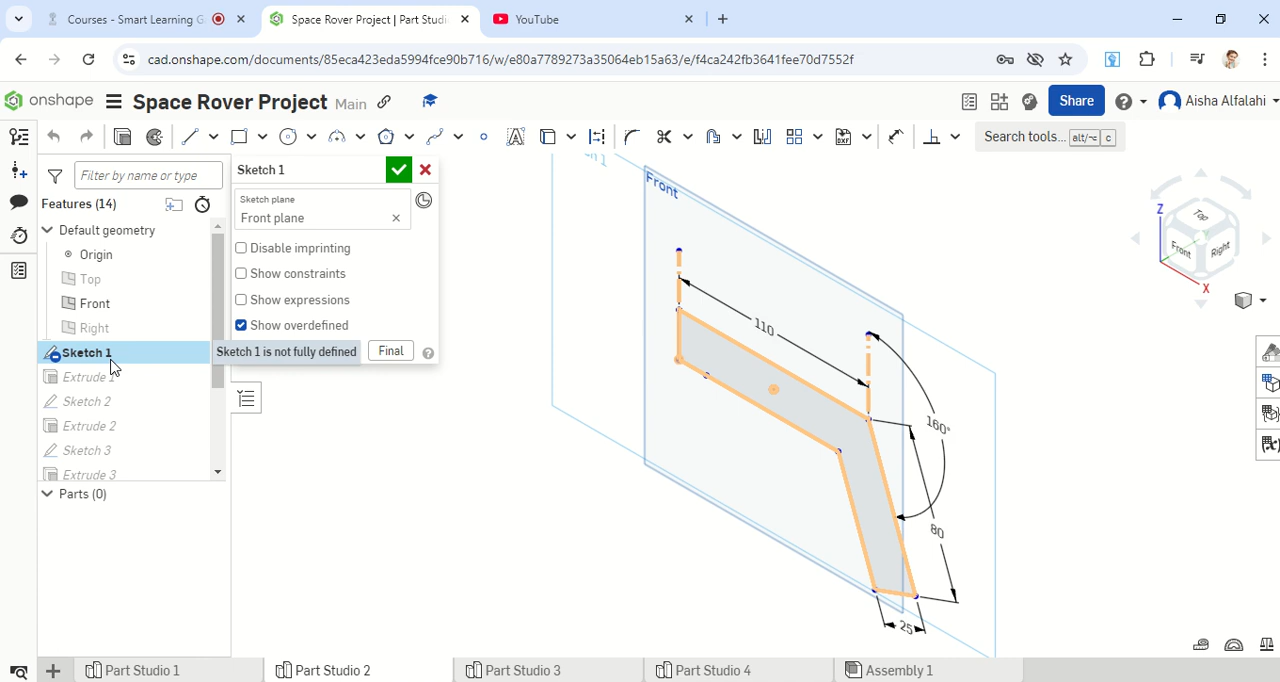 Courses - Smart Learning G
Space Rover Project | Part Studi
YouTube
cad.onshape.com/documents/85eca423eda5994fce90b716/w/e80a7789273a35064eb15a63/e/f4ca242fb3641fee70d7552f
onshape
Space Rover Project
Main
Share
Aisha Alfalahi
Search tools...
alt/⌥
c
Filter by name or type
Features (14)
Default geometry
Origin
Top
Front
Right
Sketch 1
Extrude 1
Sketch 2
Extrude 2
Sketch 3
Extrude 3
Parts (0)
Sketch 1
Sketch plane
Front plane
Disable imprinting
Show constraints
Show expressions
Show overdefined
Sketch 1 is not fully defined
Final
Front
110
160°
80
25
Z
Top
Front
Right
Y
X
Part Studio 1
Part Studio 2
Part Studio 3
Part Studio 4
Assembly 1